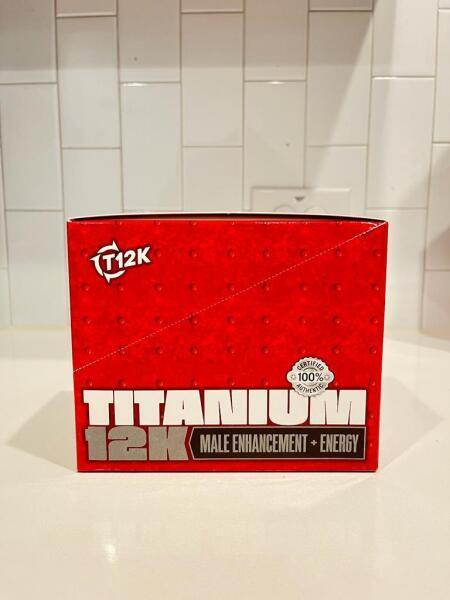 T12K
CERTIFIED
100%
AUTHENTIC
TITANIUM
12K MALE ENHANCEMENT + ENERGY